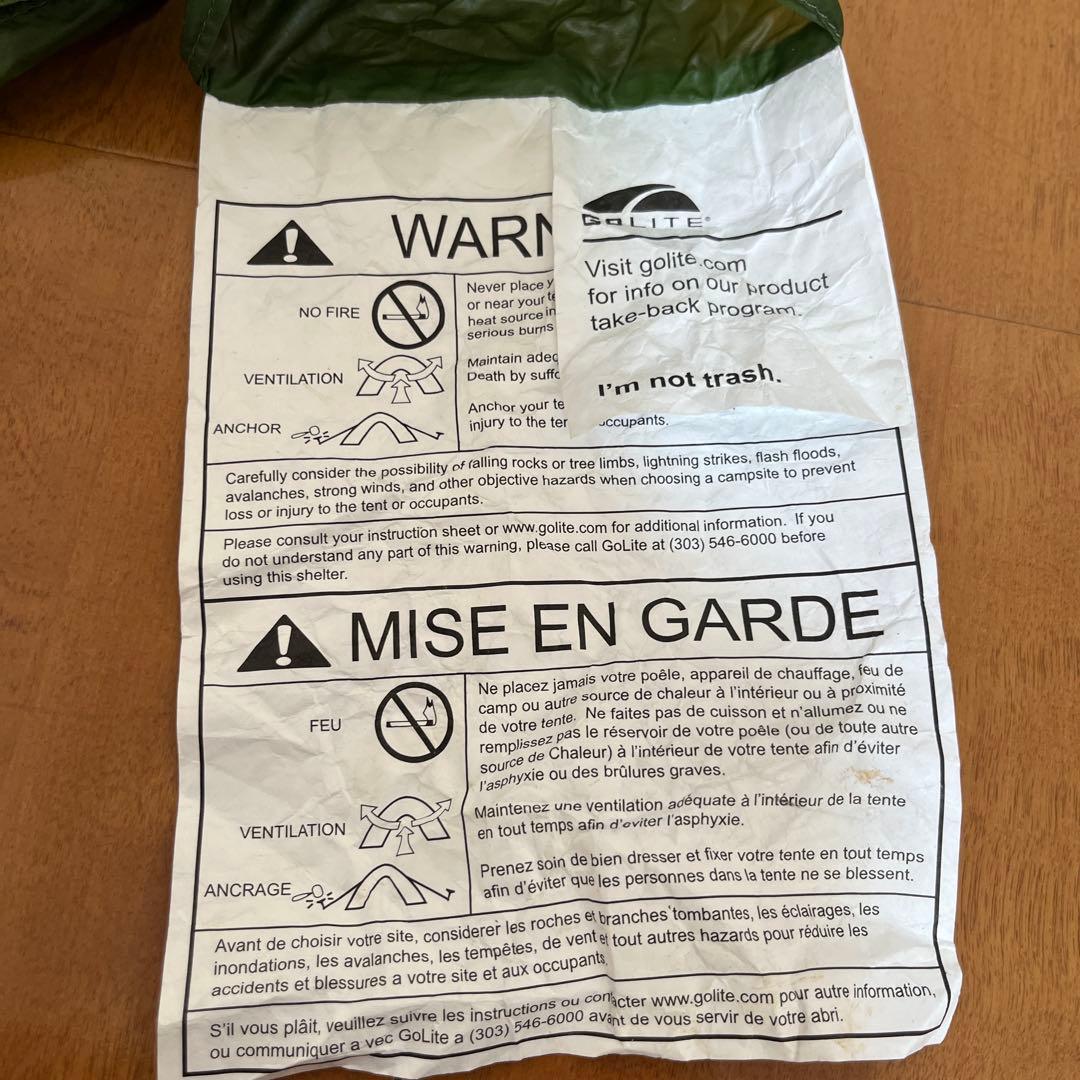 WARN
NO FIRE
Never place y
or near your te
heat source in
serious burns
VENTILATION
Maintain adeq
Death by suffo
ANCHOR
Anchor your te
injury to the ter
occupants.
GOLITE®
Visit golite.com
for info on our product
take-back program.
I'm not trash.
Carefully consider the possibility of falling rocks or tree limbs, lightning strikes, flash floods,
avalanches, strong winds, and other objective hazards when choosing a campsite to prevent
loss or injury to the tent or occupants.
Please consult your instruction sheet or www.golite.com for additional information. If you
do not understand any part of this warning, please call GoLite at (303) 546-6000 before
using this shelter.
MISE EN GARDE
FEU
Ne placez jamais votre poêle, appareil de chauffage, feu de
camp ou autre source de chaleur à l'intérieur ou à proximité
de votre tente. Ne faites pas de cuisson et n'allumez ou ne
remplissez pas le réservoir de votre poêle (ou de toute autre
source de Chaleur) à l'intérieur de votre tente afin d'éviter
l'asphyxie ou des brûlures graves.
VENTILATION
Maintenez une ventilation adéquate à l'intérieur de la tente
en tout temps afin d'eviter l'asphyxie.
ANCRAGE
Prenez soin de bien dresser et fixer votre tente en tout temps
afin d'éviter que les personnes dans la tente ne se blessent.
Avant de choisir votre site, considerer les roches et branches tombantes, les éclairages, les
inondations, les avalanches, les tempêtes, de vent et tout autres hazards pour réduire les
accidents et blessures a votre site et aux occupants.
S'il vous plâit, veuillez suivre les instructions ou contacter www.golite.com pour autre information,
ou communiquer a vec GoLite a (303) 546-6000 avant de vous servir de votre abri.